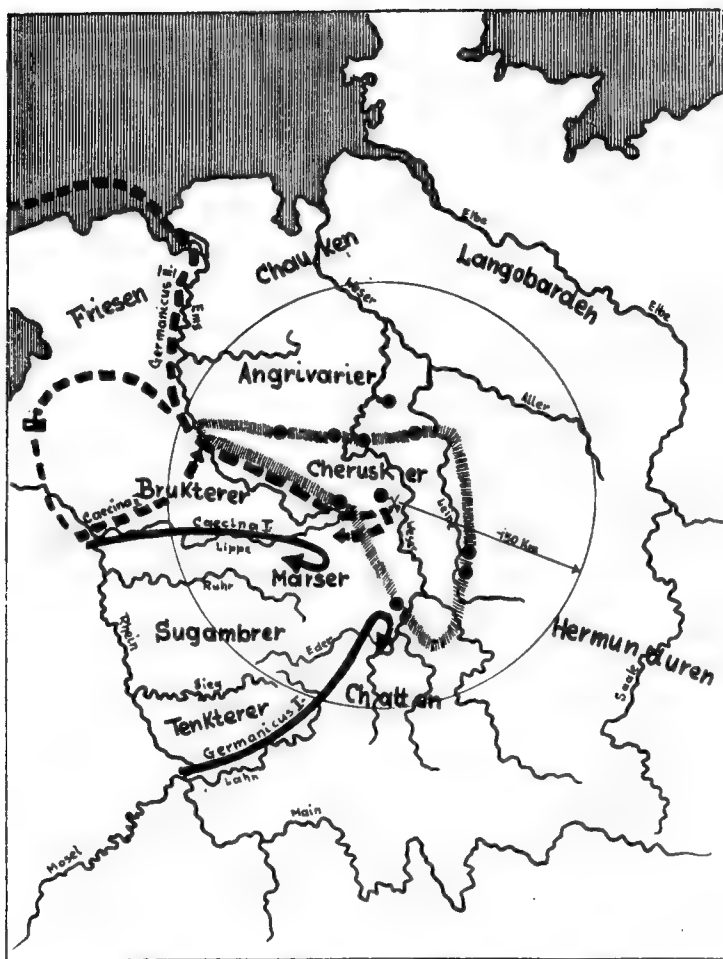 Elbe
Langobarden
Elbe
Chauken
Weser
Friesen
Germanicus II
Ems
Angrivarier
Aller
Cherusker
Brukterer
Caecina I.
Lippe
Leine
Weser
150 Km
Marser
Ruhr
Rhein
Sugambrer
Eder
Hermunduren
Saale
Sieg
Chatten
Tenkterer
Germanicus I.
Lahn
Main
Mosel